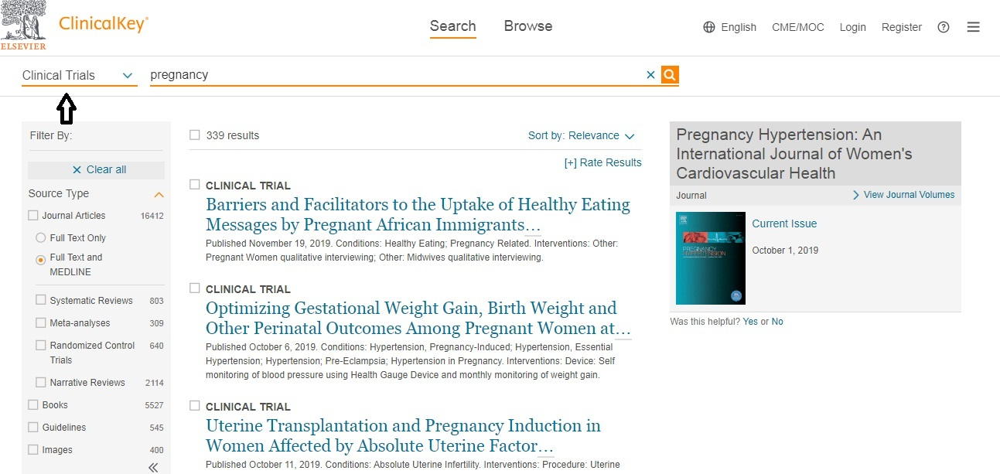 ELSEVIER
ClinicalKey®
Search
Browse
English
CME/MOC
Login
Register
Clinical Trials
pregnancy
Filter By:
Clear all
Source Type
Journal Articles 16412
Full Text Only
Full Text and
MEDLINE
Systematic Reviews 803
Meta-analyses 309
Randomized Control 640
Trials
Narrative Reviews 2114
Books 5527
Guidelines 545
Images 400
339 results
Sort by: Relevance
[+] Rate Results
CLINICAL TRIAL
Barriers and Facilitators to the Uptake of Healthy Eating
Messages by Pregnant African Immigrants...
Published November 19, 2019. Conditions: Healthy Eating; Pregnancy Related. Interventions: Other:
Pregnant Women qualitative interviewing; Other: Midwives qualitative interviewing.
CLINICAL TRIAL
Optimizing Gestational Weight Gain, Birth Weight and
Other Perinatal Outcomes Among Pregnant Women at...
Published October 6, 2019. Conditions: Hypertension, Pregnancy-Induced; Hypertension, Essential
Hypertension; Hypertension; Pre-Eclampsia; Hypertension in Pregnancy. Interventions: Device: Self
monitoring of blood pressure using Health Gauge Device and monthly monitoring of weight gain.
CLINICAL TRIAL
Uterine Transplantation and Pregnancy Induction in
Women Affected by Absolute Uterine Factor...
Published October 11, 2019. Conditions: Absolute Uterine Infertility. Interventions: Procedure: Uterine
Pregnancy Hypertension: An
International Journal of Women's
Cardiovascular Health
Journal
View Journal Volumes
PREGNANCY
HYPERTENSION
Current Issue
October 1, 2019
Was this helpful? Yes or No